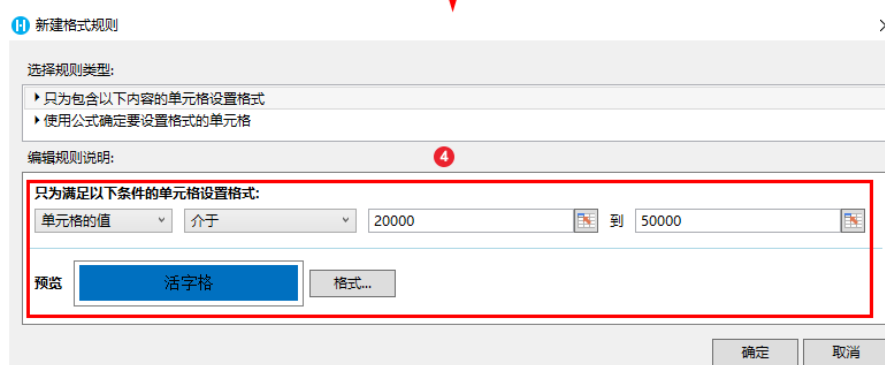 新建格式规则
选择规则类型:
只为包含以下内容的单元格设置格式
使用公式确定要设置格式的单元格
编辑规则说明:
4
只为满足以下条件的单元格设置格式:
单元格的值 介于 20000 到 50000
预览 活字格 格式...
确定 取消